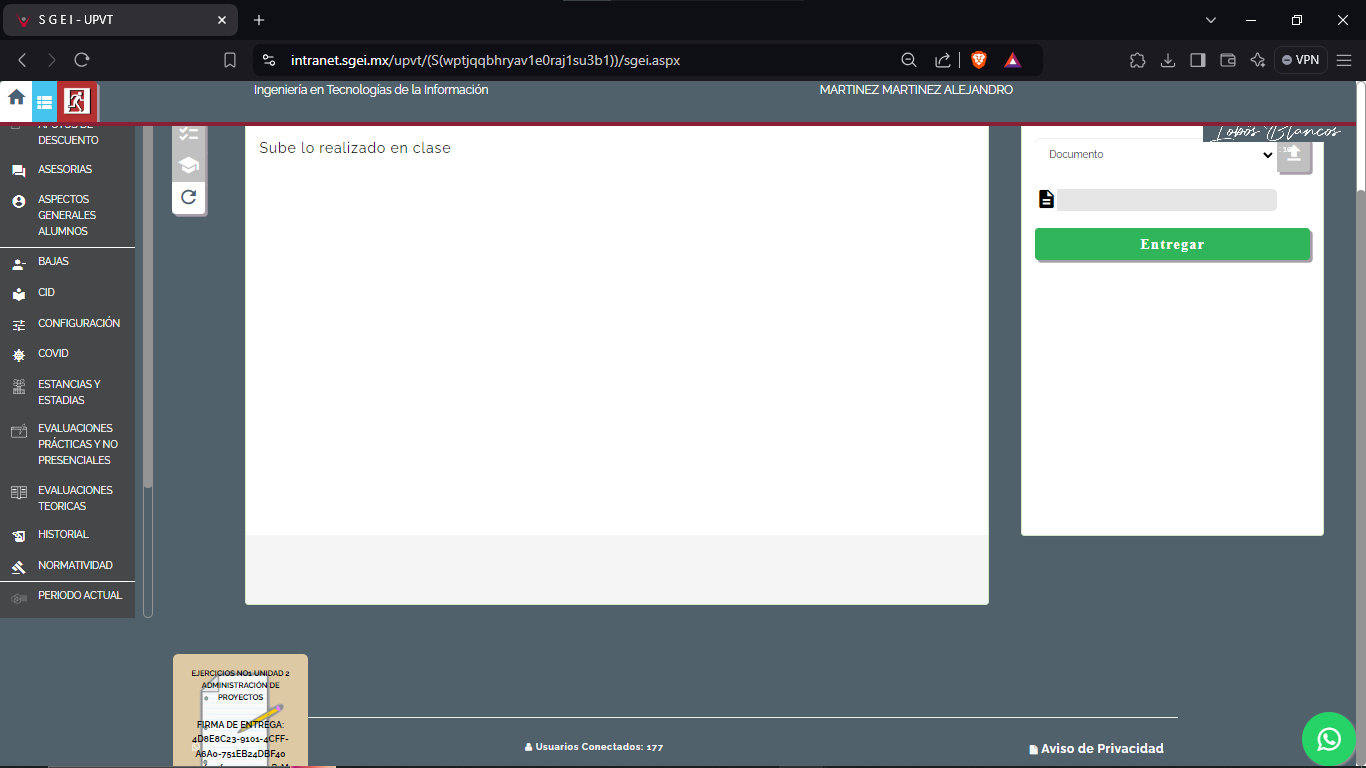 S G E I - UPVT
intranet.sgei.mx/upvt/(S(wptjqqbhryav1e0raj1su3b1))/sgei.aspx
VPN
Ingeniería en Tecnologías de la Información
MARTINEZ MARTINEZ ALEJANDRO
Lobos Blancos
DESCUENTO
ASESORIAS
ASPECTOS
GENERALES
ALUMNOS
BAJAS
CID
CONFIGURACIÓN
COVID
ESTANCIAS Y
ESTADIAS
EVALUACIONES
PRÁCTICAS Y NO
PRESENCIALES
EVALUACIONES
TEORICAS
HISTORIAL
NORMATIVIDAD
PERIODO ACTUAL
Sube lo realizado en clase
Documento
Entregar
EJERCICIOS NO1 UNIDAD 2
ADMINISTRACIÓN DE
PROYECTOS
FIRMA DE ENTREGA:
4D8E8C23-9101-4CFF-
A6A0-751EB24DBF40
Usuarios Conectados: 177
Aviso de Privacidad